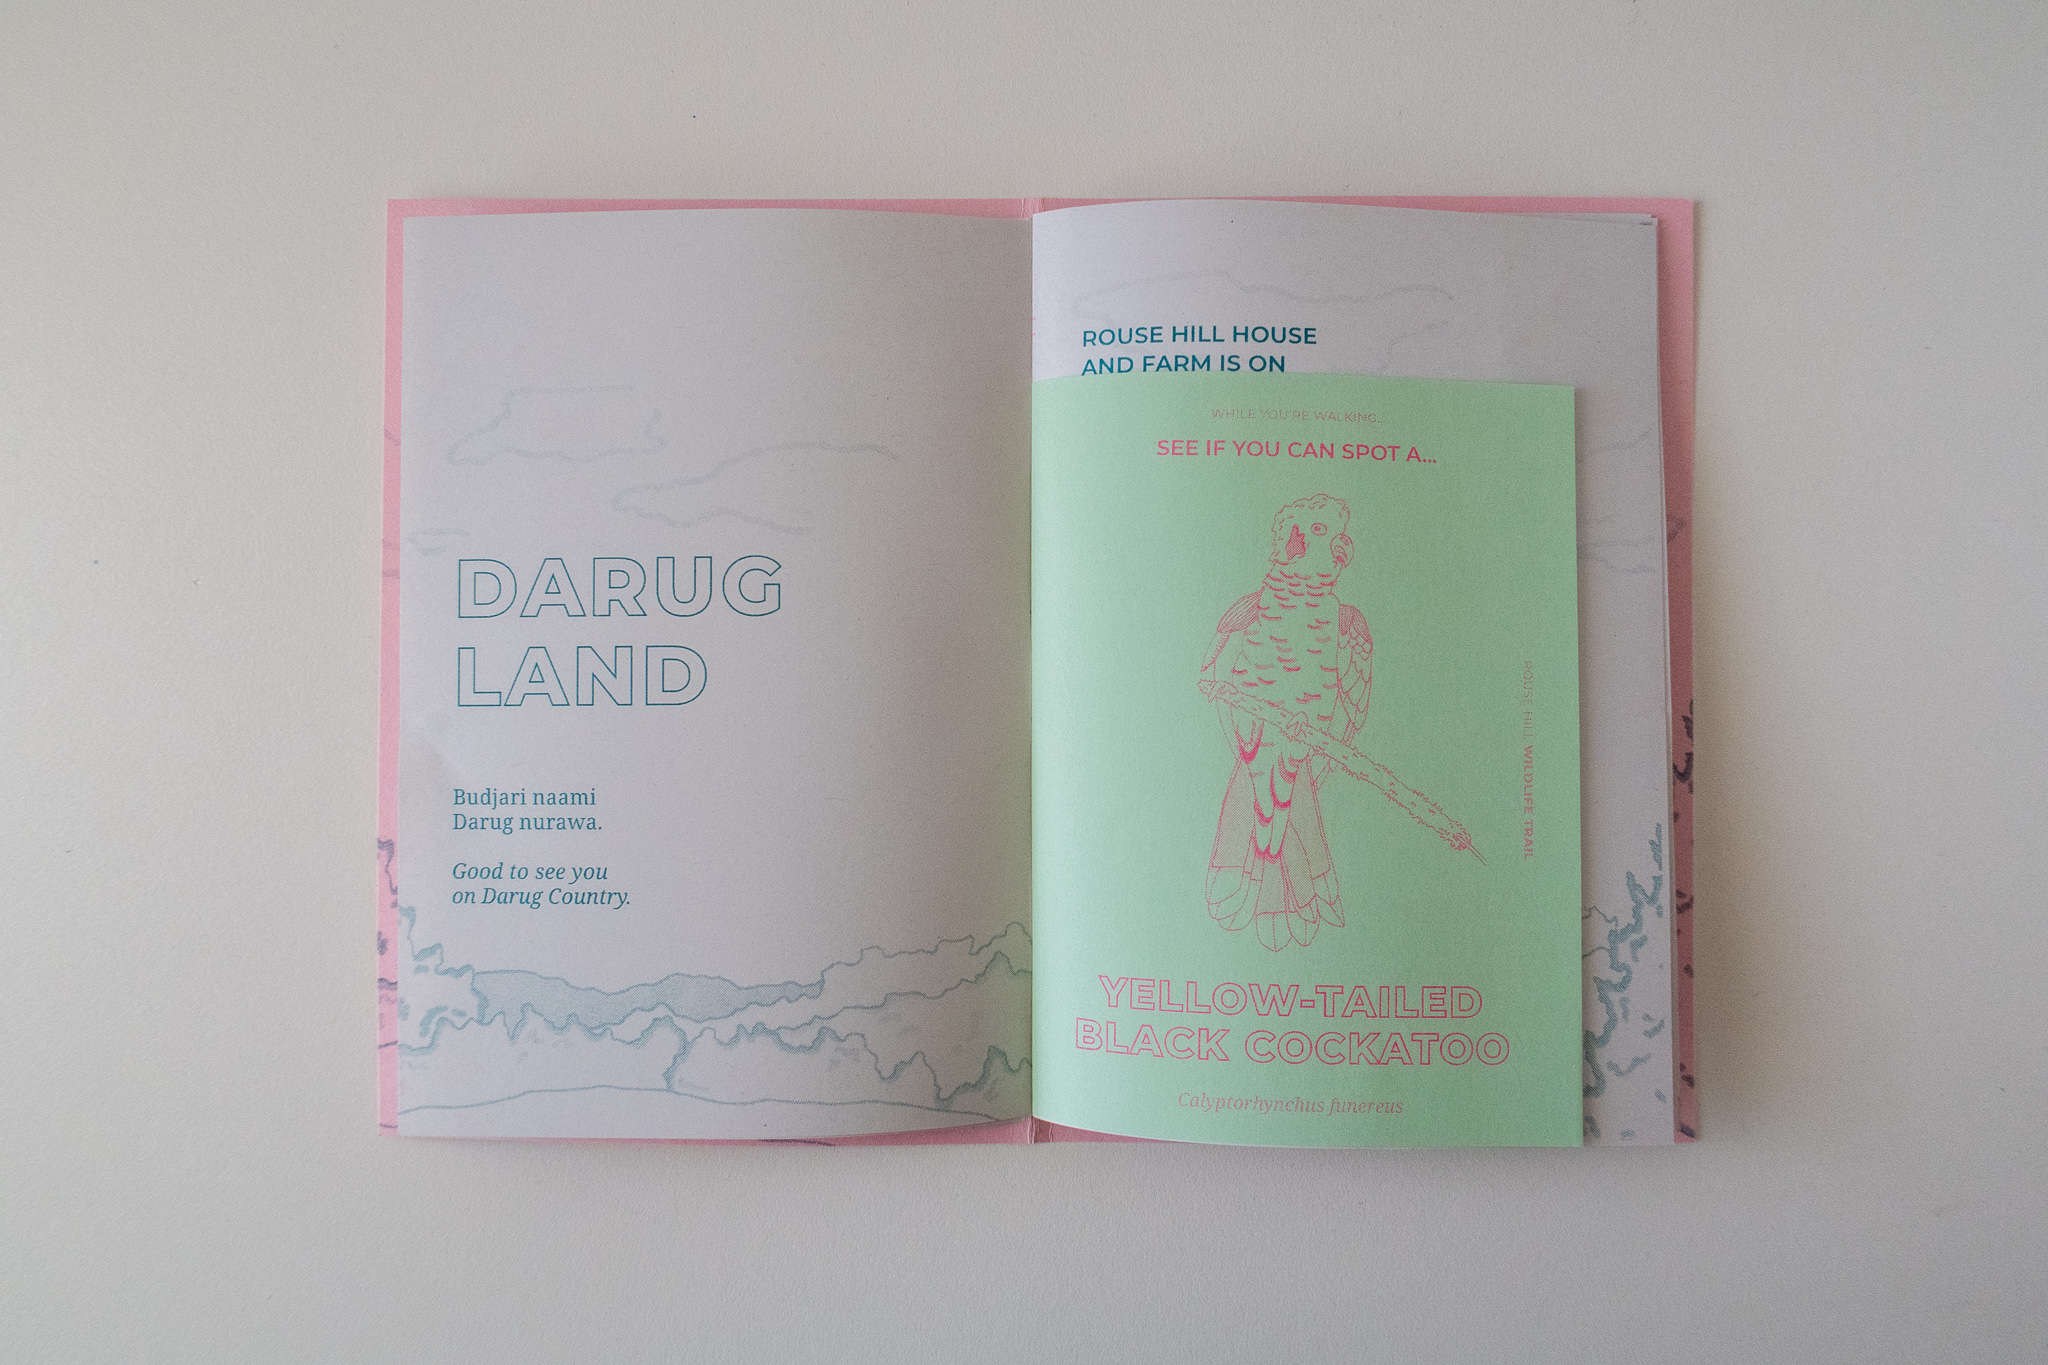 DARUG
LAND
Budjari naami
Darug nurawa.
Good to see you
on Darug Country.
ROUSE HILL HOUSE
AND FARM IS ON
WHILE YOU'RE WALKING...
SEE IF YOU CAN SPOT A...
ROUSE HILL WILDLIFE TRAIL
YELLOW-TAILED
BLACK COCKATOO
Calyptorhynchus funereus